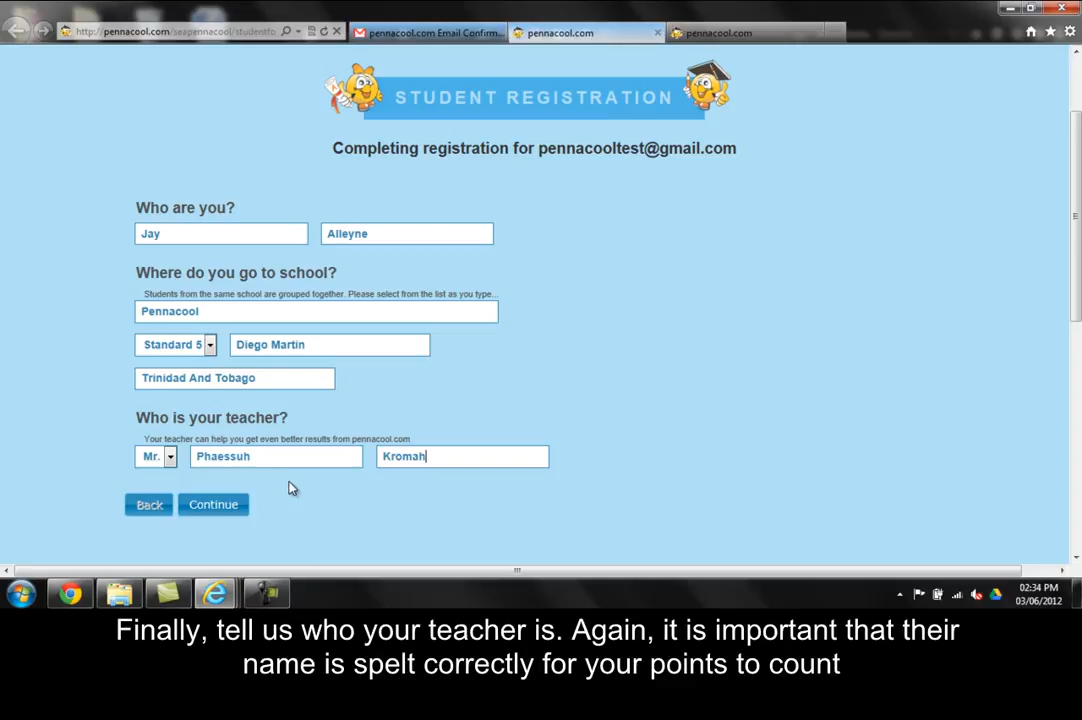 http://pennacool.com/seapennacool/studentfo
pennacool.com Email Confirm...
pennacool.com
pennacool.com
STUDENT REGISTRATION
Completing registration for pennacooltest@gmail.com
Who are you?
Jay
Alleyne
Where do you go to school?
Students from the same school are grouped together. Please select from the list as you type...
Pennacool
Standard 5
Diego Martin
Trinidad And Tobago
Who is your teacher?
Your teacher can help you get even better results from pennacool.com
Mr.
Phaessuh
Kromah
Back
Continue
02:34 PM
03/06/2012
Finally, tell us who your teacher is. Again, it is important that their
name is spelt correctly for your points to count